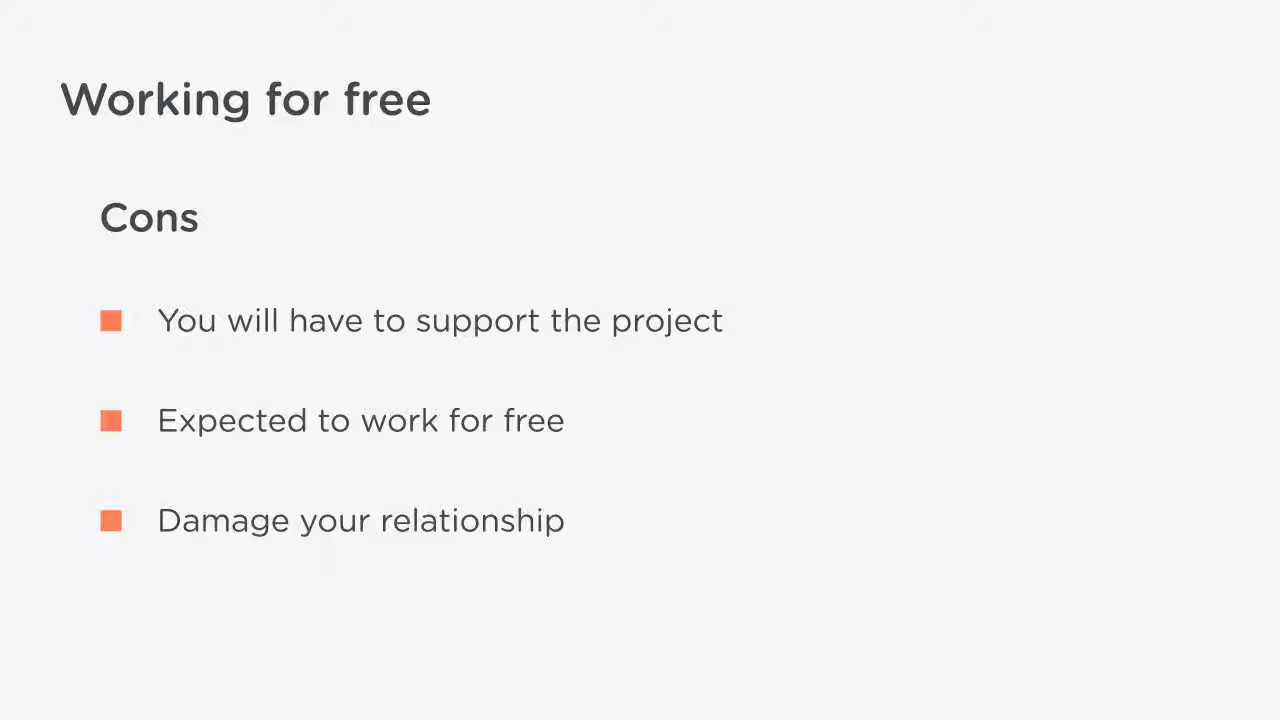 Working for free
Cons
You will have to support the project
Expected to work for free
Damage your relationship